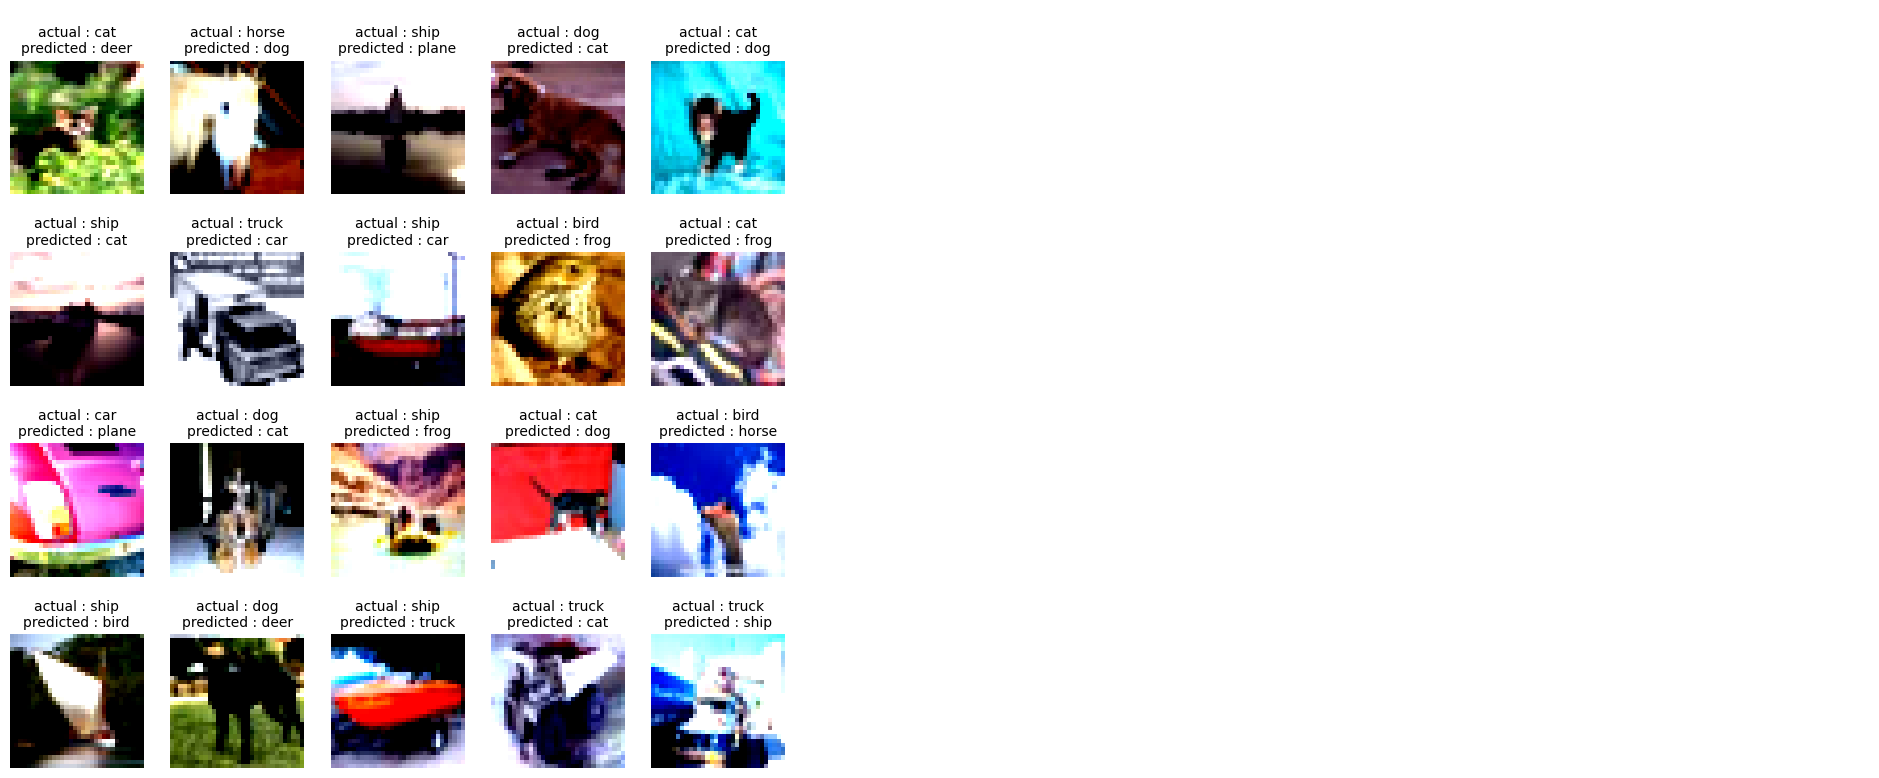 actual : cat
predicted : deer
actual : horse
predicted : dog
actual : ship
predicted : plane
actual : dog
predicted : cat
actual : cat
predicted : dog
actual : ship
predicted : cat
actual : truck
predicted : car
actual : ship
predicted : car
actual : bird
predicted : frog
actual : cat
predicted : frog
actual : car
predicted : plane
actual : dog
predicted : cat
actual : ship
predicted : frog
actual : cat
predicted : dog
actual : bird
predicted : horse
actual : ship
predicted : bird
actual : dog
predicted : deer
actual : ship
predicted : truck
actual : truck
predicted : cat
actual : truck
predicted : ship